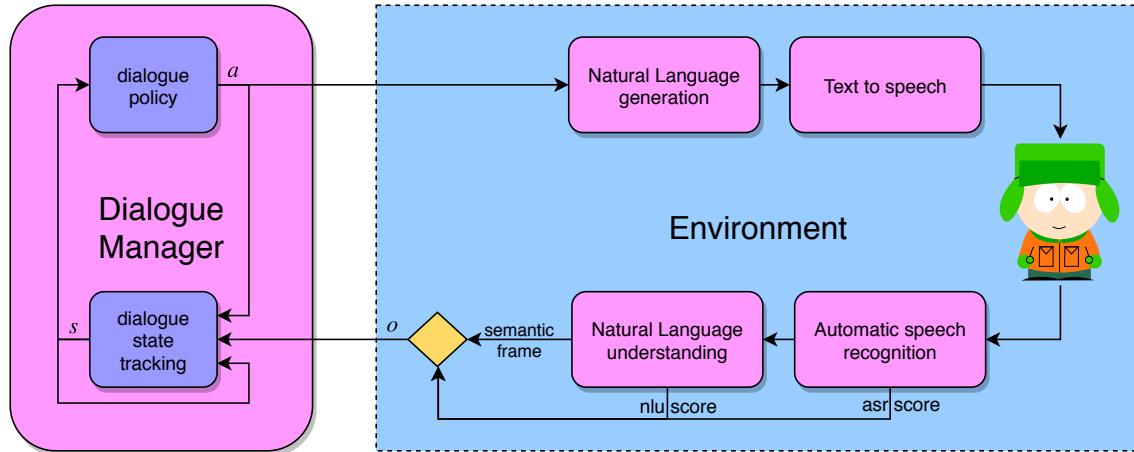 dialogue
policy
a
Natural Language
generation
Text to speech
Dialogue
Manager
Environment
s
dialogue
state
tracking
o
semantic
frame
Natural Language
understanding
Automatic speech
recognition
nlu score
asr score